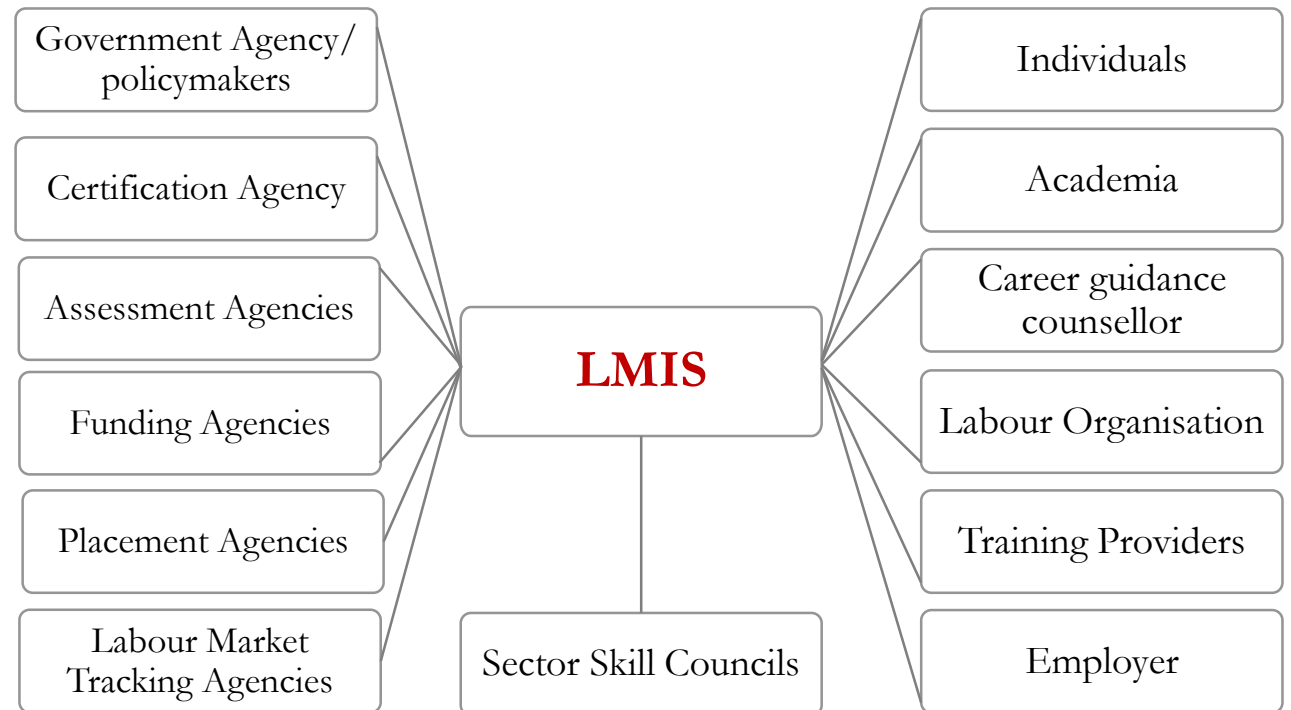 Government Agency/
policymakers
Certification Agency
Assessment Agencies
Funding Agencies
Placement Agencies
Labour Market
Tracking Agencies
LMIS
Sector Skill Councils
Individuals
Academia
Career guidance
counsellor
Labour Organisation
Training Providers
Employer